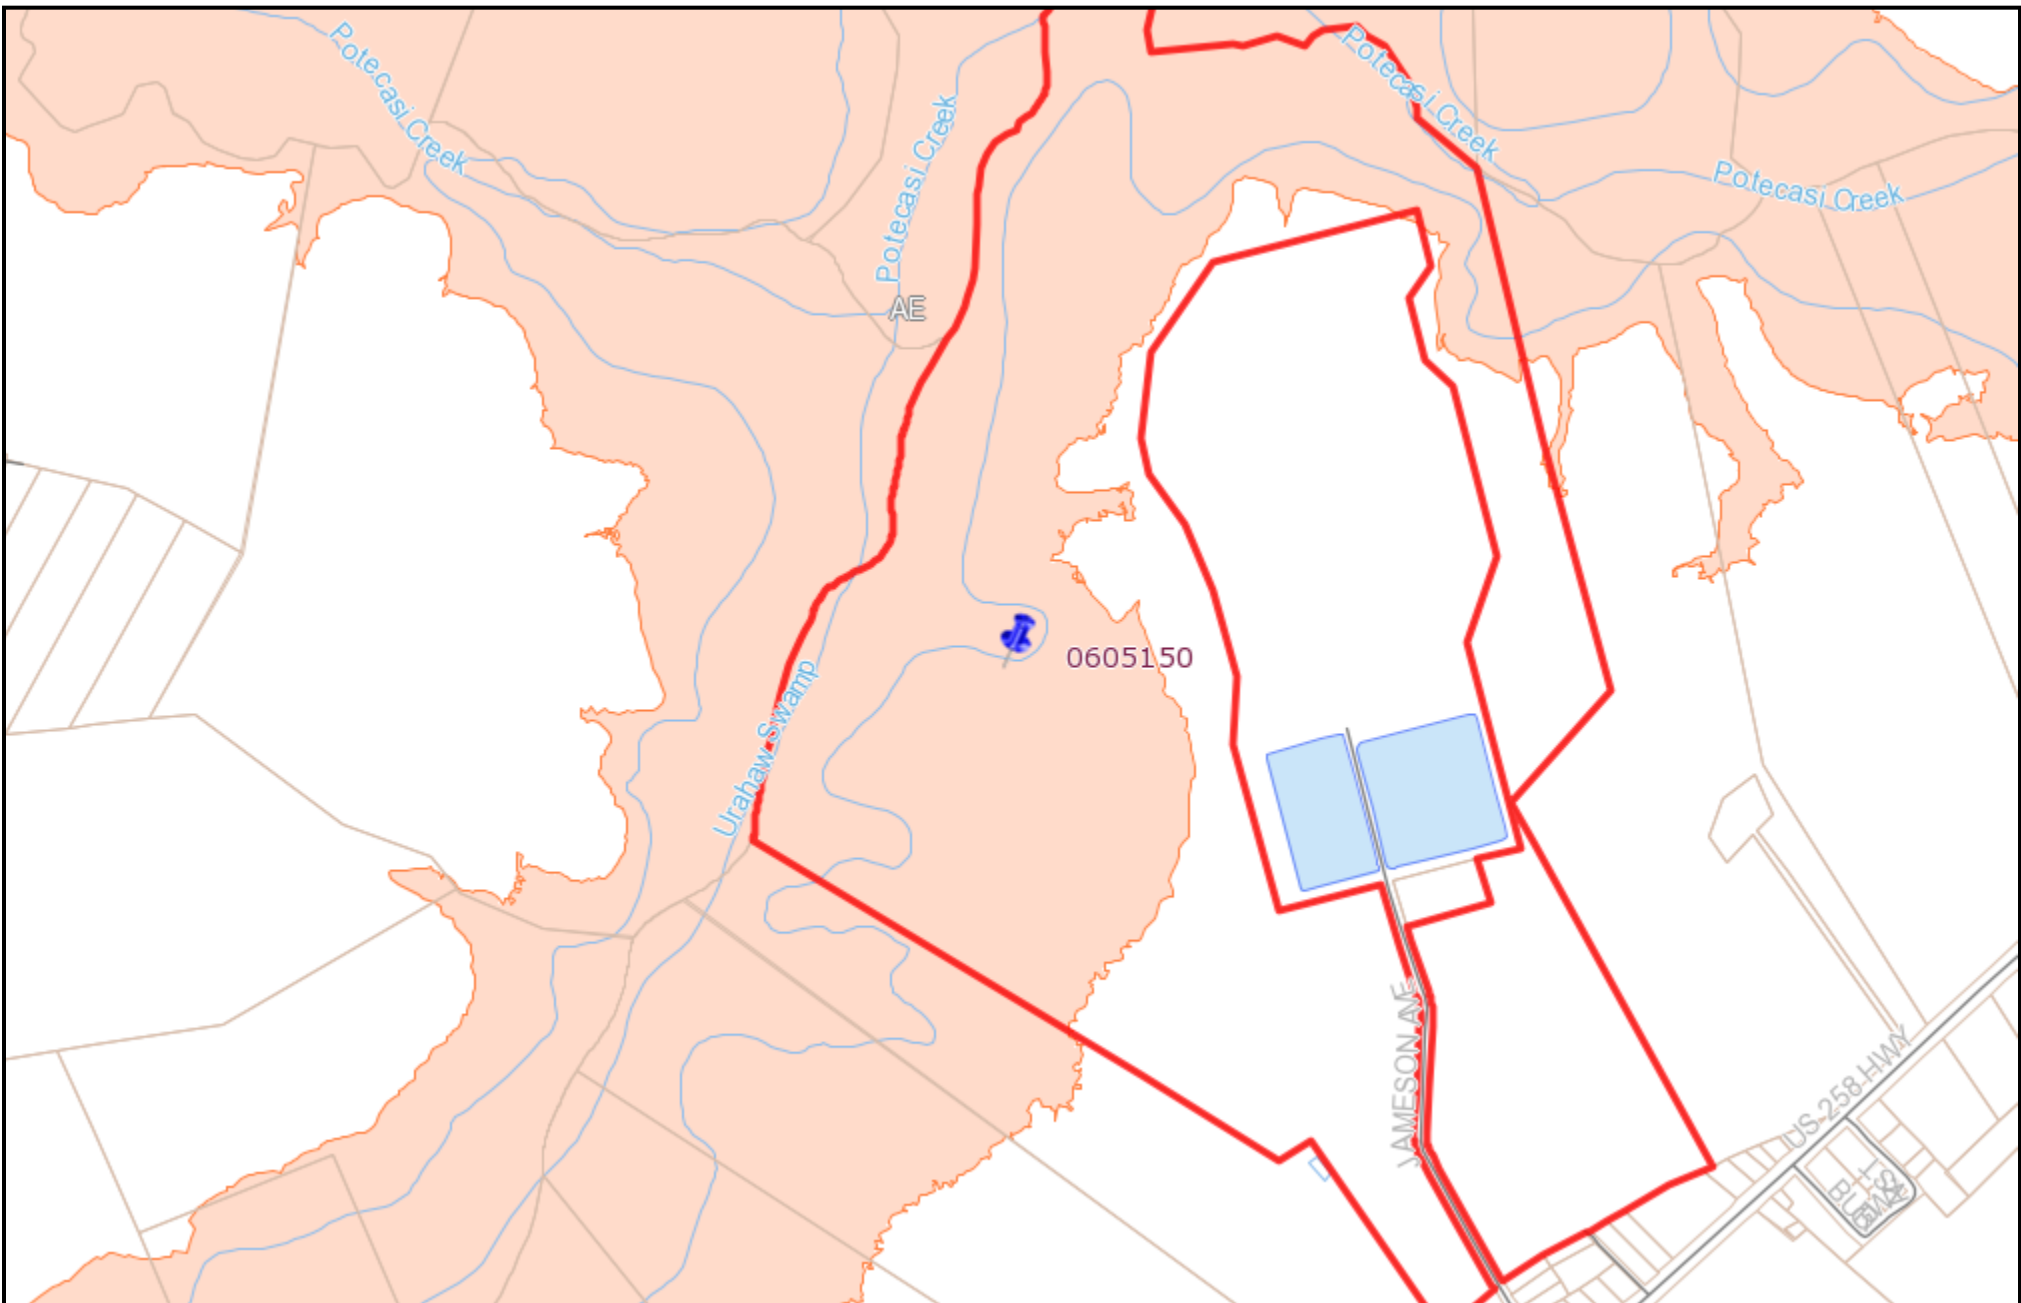 Potecasi Creek
Potecasi Creek
Potecasi Creek
Potecasi Creek
AE
0605150
Urahaw Swamp
JAMESON AVE
US 258 HWY